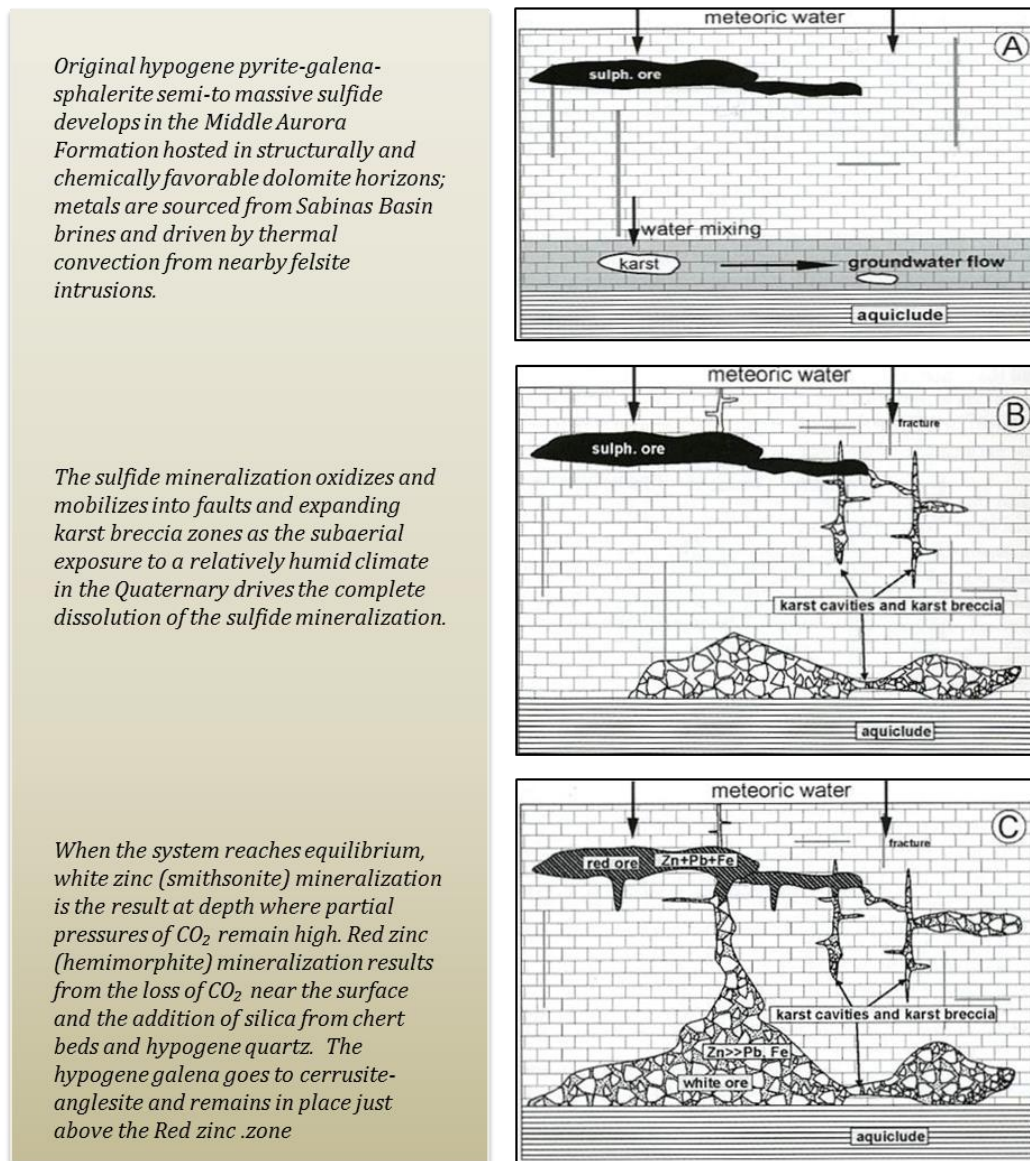 Original hypogene pyrite-galena-
sphalerite semi-to massive sulfide
develops in the Middle Aurora
Formation hosted in structurally and
chemically favorable dolomite horizons;
metals are sourced from Sabinas Basin
brines and driven by thermal
convection from nearby felsite
intrusions.
The sulfide mineralization oxidizes and
mobilizes into faults and expanding
karst breccia zones as the subaerial
exposure to a relatively humid climate
in the Quaternary drives the complete
dissolution of the sulfide mineralization.
When the system reaches equilibrium,
white zinc (smithsonite) mineralization
is the result at depth where partial
pressures of CO₂ remain high. Red zinc
(hemimorphite) mineralization results
from the loss of CO₂ near the surface
and the addition of silica from chert
beds and hypogene quartz. The
hypogene galena goes to cerrusite-
anglesite and remains in place just
above the Red zinc .zone
meteoric water
A
sulph. ore
water mixing
karst
groundwater flow
aquiclude
meteoric water
B
fracture
sulph. ore
karst cavities and karst breccia
aquiclude
meteoric water
C
fracture
red ore Zn+Pb+Fe
karst cavities and karst breccia
Zn>>Pb, Fe
white ore
aquiclude